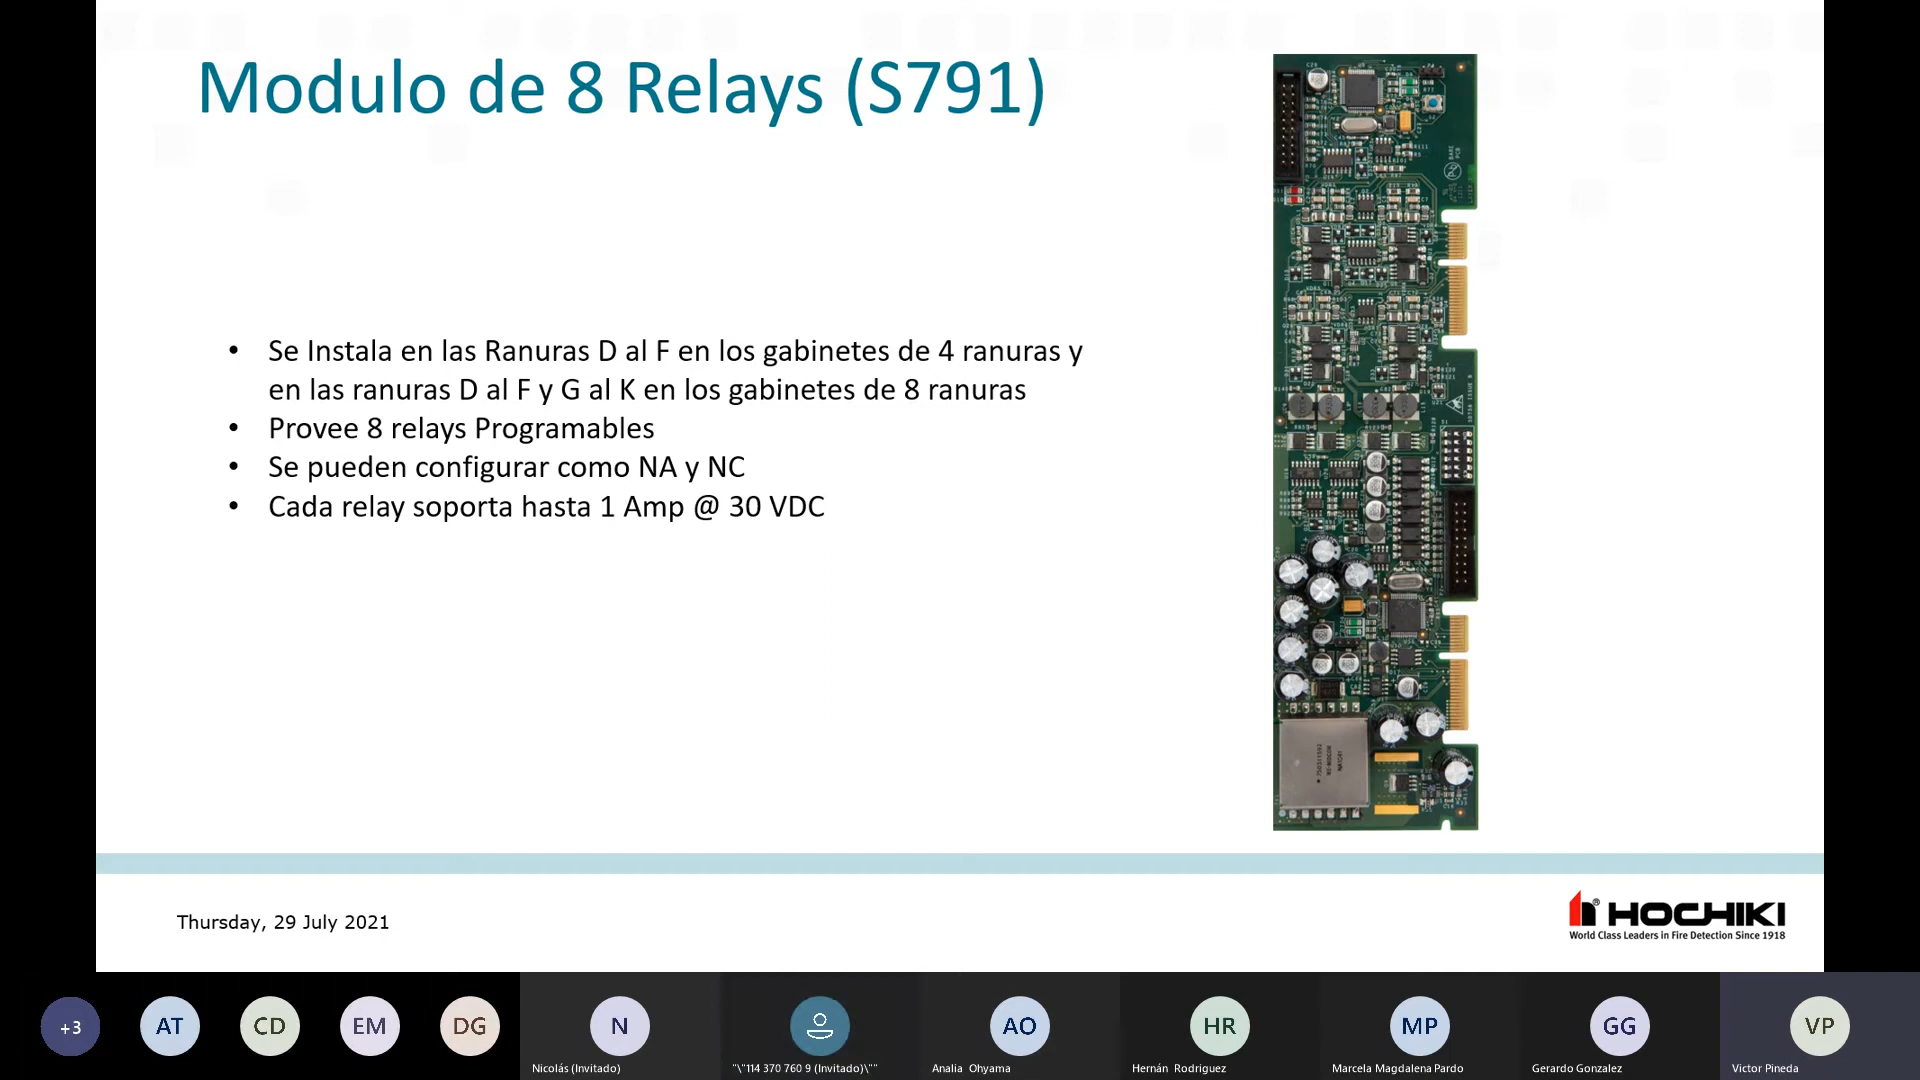 Modulo de 8 Relays (S791)
• Se Instala en las Ranuras D al F en los gabinetes de 4 ranuras y
en las ranuras D al F y G al K en los gabinetes de 8 ranuras
• Provee 8 relays Programables
• Se pueden configurar como NA y NC
• Cada relay soporta hasta 1 Amp @ 30 VDC
Thursday, 29 July 2021
HOCHIKI
World Class Leaders in Fire Detection Since 1918
+3
AT
CD
EM
DG
N
AO
HR
MP
GG
VP
Nicolás (Invitado)
"\"114 370 760 9 (Invitado)\""
Analia Ohyama
Hernán Rodriguez
Marcela Magdalena Pardo
Gerardo Gonzalez
Victor Pineda